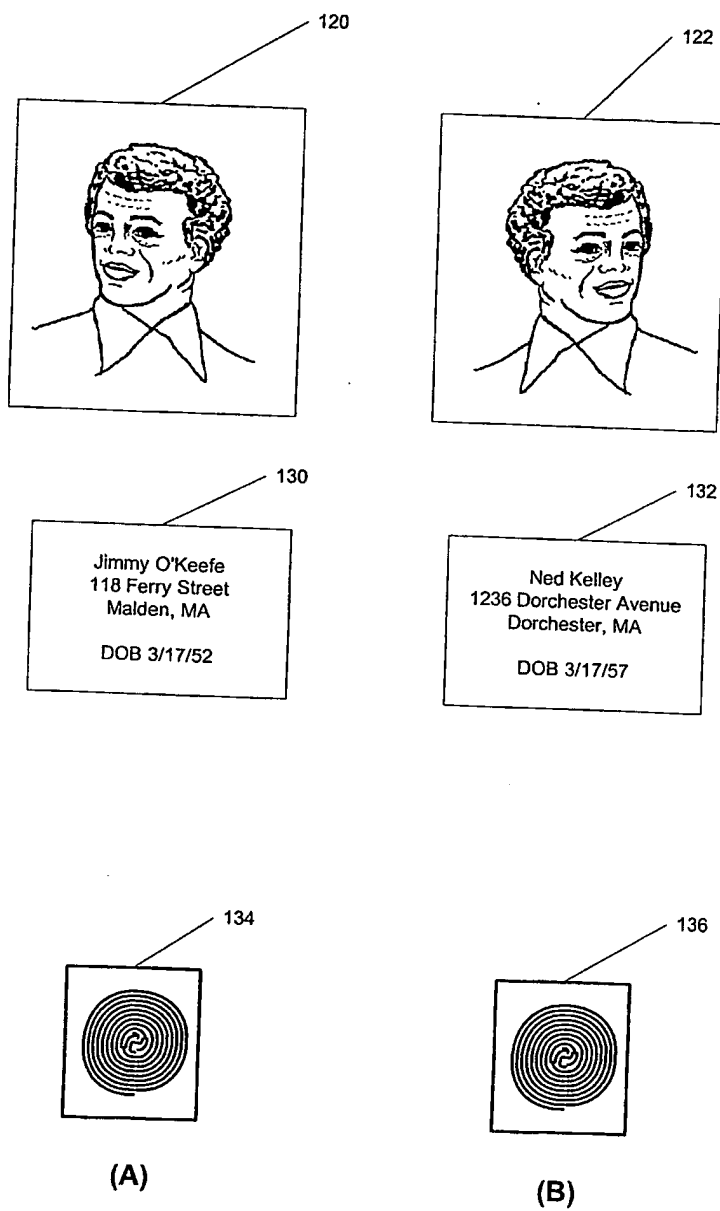 120
122
130
132
Jimmy O'Keefe
118 Ferry Street
Malden, MA
DOB 3/17/52
Ned Kelley
1236 Dorchester Avenue
Dorchester, MA
DOB 3/17/57
134
136
(A)
(B)